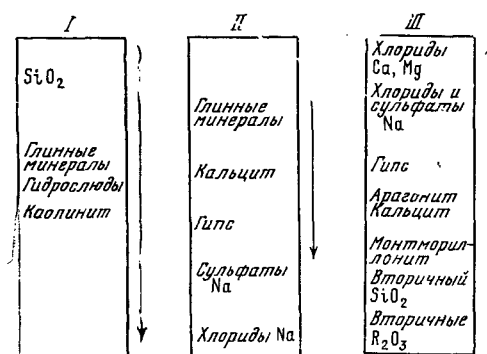 I
SiO₂
Глинные
минералы
Гидрослюды
Каолинит
II
Глинные
минералы
Кальцит
Гипс
Сульфаты
Na
Хлориды Na
III
Хлориды
Ca, Mg
Хлориды и
сульфаты
Na
Гипс
Арагонит
Кальцит
Монтморил-
лонит
Вторичный
SiO₂
Вторичные
R₂O₃